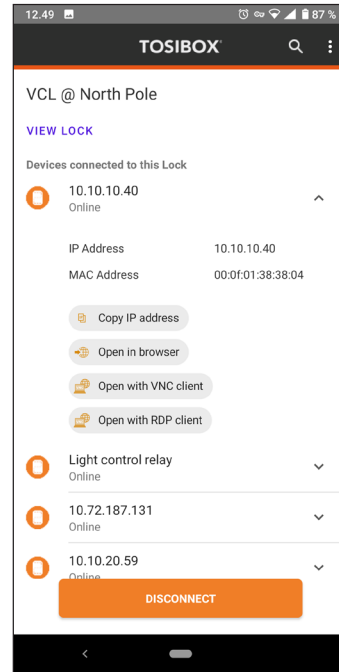 12.49 87 %
TOSIBOX
VCL @ North Pole
VIEW LOCK
Devices connected to this Lock
10.10.10.40
Online
IP Address 10.10.10.40
MAC Address 00:0f:01:38:38:04
Copy IP address
Open in browser
Open with VNC client
Open with RDP client
Light control relay
Online
10.72.187.131
Online
10.10.20.59
Online
DISCONNECT